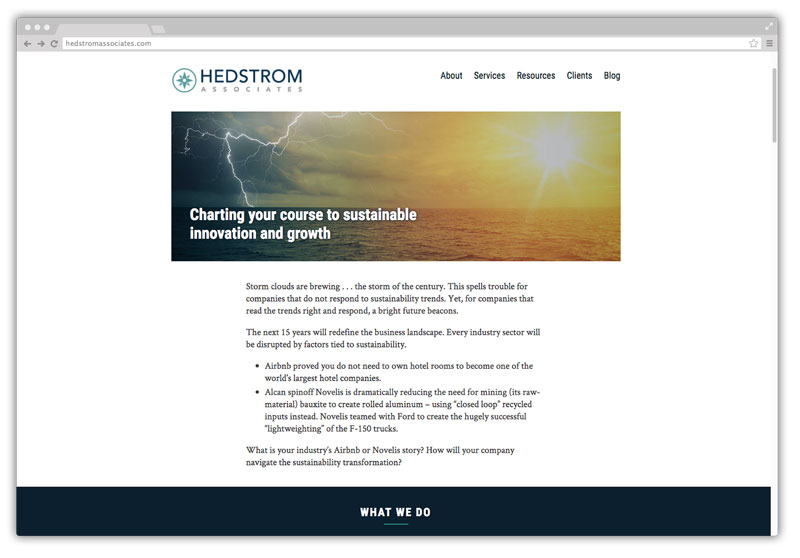 hedstromassociates.com
HEDSTROM
ASSOCIATES
About Services Resources Clients Blog
Charting your course to sustainable
innovation and growth
Storm clouds are brewing . . . the storm of the century. This spells trouble for
companies that do not respond to sustainability trends. Yet, for companies that
read the trends right and respond, a bright future beacons.
The next 15 years will redefine the business landscape. Every industry sector will
be disrupted by factors tied to sustainability.
• Airbnb proved you do not need to own hotel rooms to become one of the
world's largest hotel companies.
• Alcan spinoff Novelis is dramatically reducing the need for mining (its raw-
material) bauxite to create rolled aluminum – using “closed loop” recycled
inputs instead. Novelis teamed with Ford to create the hugely successful
“lightweighting” of the F-150 trucks.
What is your industry's Airbnb or Novelis story? How will your company
navigate the sustainability transformation?
WHAT WE DO